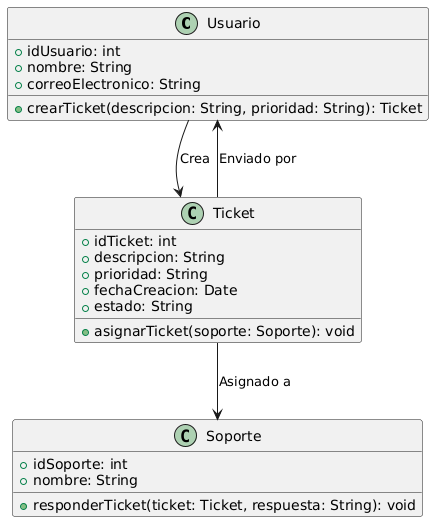 C Usuario
idUsuario: int
nombre: String
correoElectronico: String
crearTicket(descripcion: String, prioridad: String): Ticket
Crea
Enviado por
C Ticket
idTicket: int
descripcion: String
prioridad: String
fechaCreacion: Date
estado: String
asignarTicket(soporte: Soporte): void
Asignado a
C Soporte
idSoporte: int
nombre: String
responderTicket(ticket: Ticket, respuesta: String): void